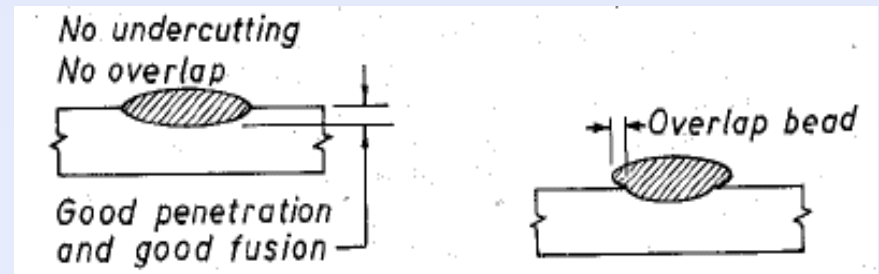 No undercutting
No overlap
Good penetration
and good fusion
Overlap bead